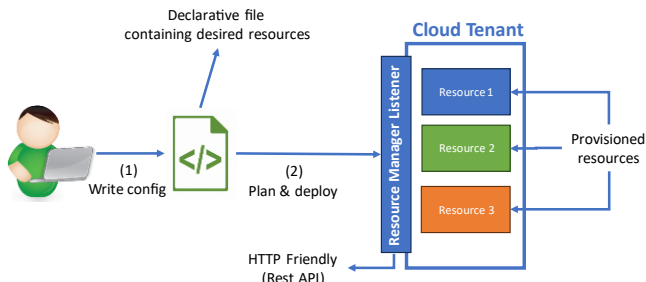 Declarative file
containing desired resources
Cloud Tenant
Resource Manager Listener
Resource 1
Resource 2
Resource 3
</>
(1)
Write config
(2)
Plan & deploy
Provisioned
resources
HTTP Friendly
(Rest API)